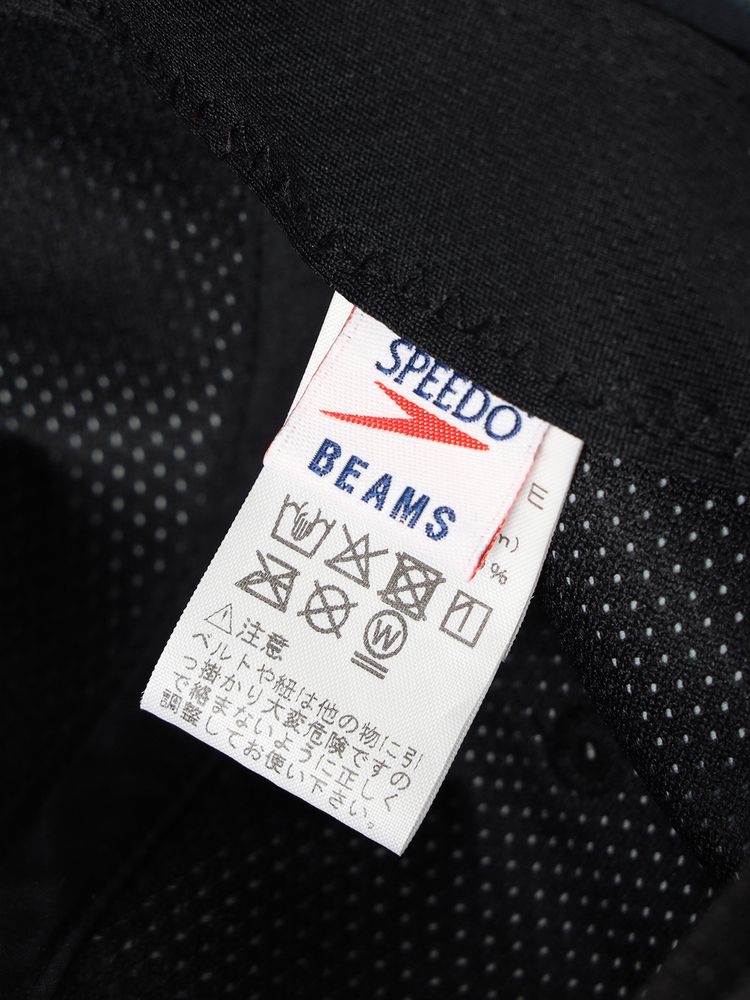 SPEEDO
BEAMS
E
m)
%
W
⚠注意
ベルトや紐は他の物に引
っ掛かり大変危険ですの
で絡まないように正しく
調整してお使い下さい。